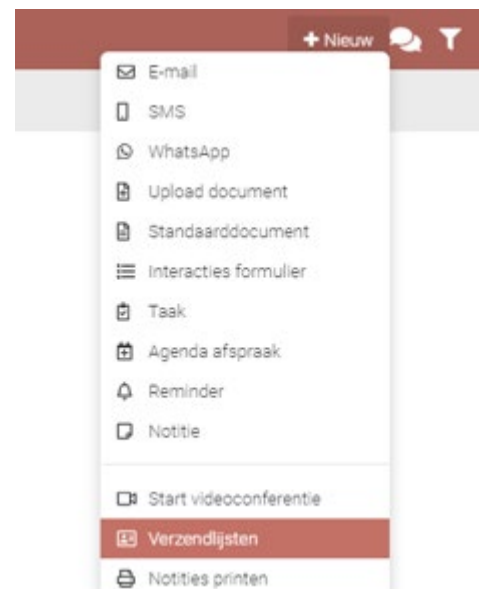 Nieuw
E-mail
SMS
WhatsApp
Upload document
Standaarddocument
Interacties formulier
Taak
Agenda afspraak
Reminder
Notitie
Start videoconferentie
Verzendlijsten
Notities printen